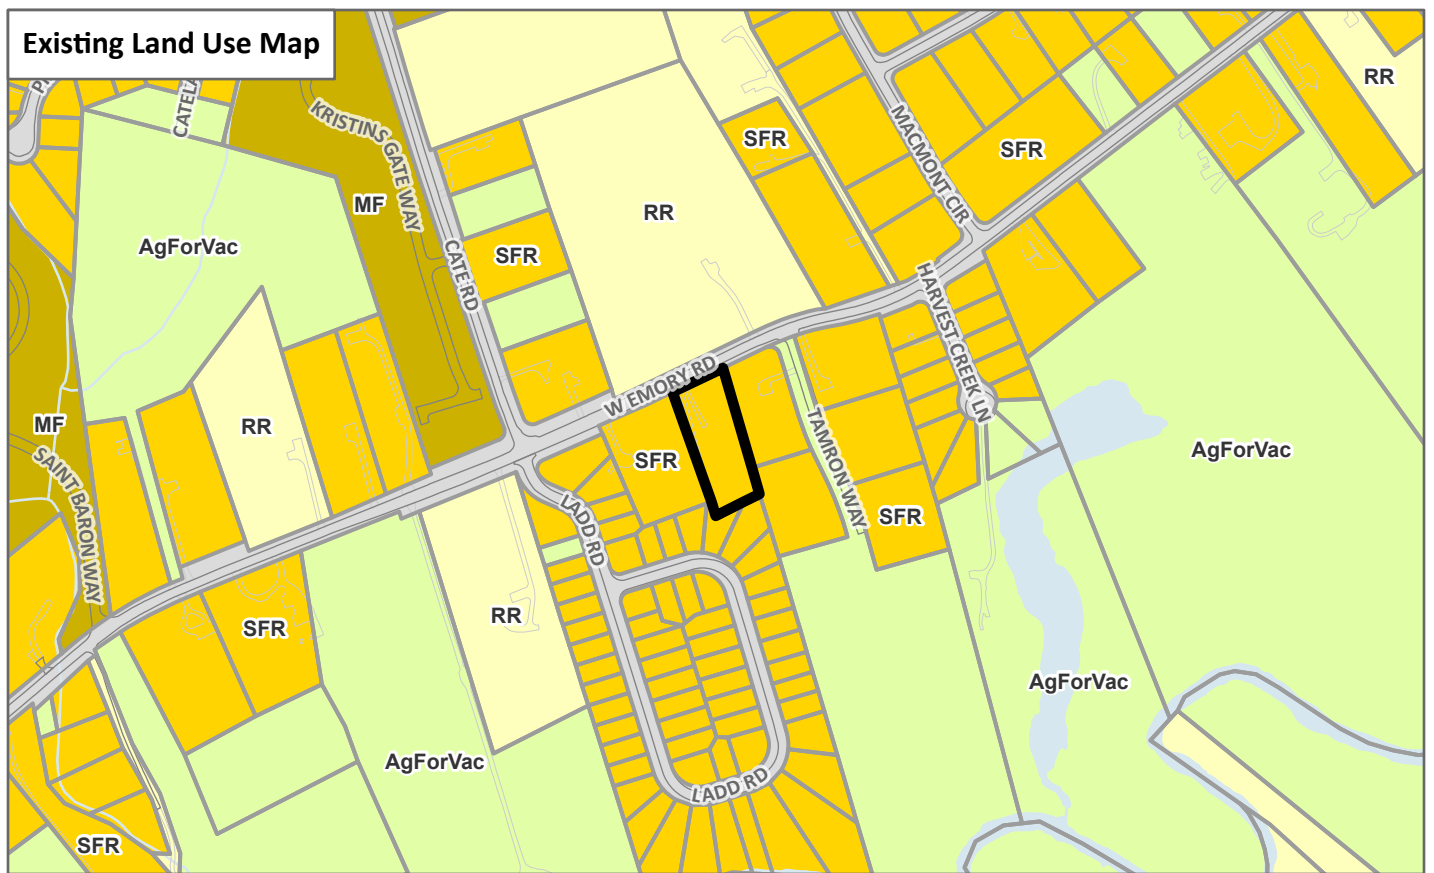 Existing Land Use Map
RR
KRISTINS GATE WAY
MACMONT CIR
SFR
SFR
MF
RR
AgForVac
SFR
CATE RD
HARVEST CREEK LN
W EMORY RD
MF
RR
TAMRON WAY
AgForVac
SAINT BARON WAY
SFR
LADD RD
SFR
RR
SFR
AgForVac
AgForVac
LADD RD
SFR